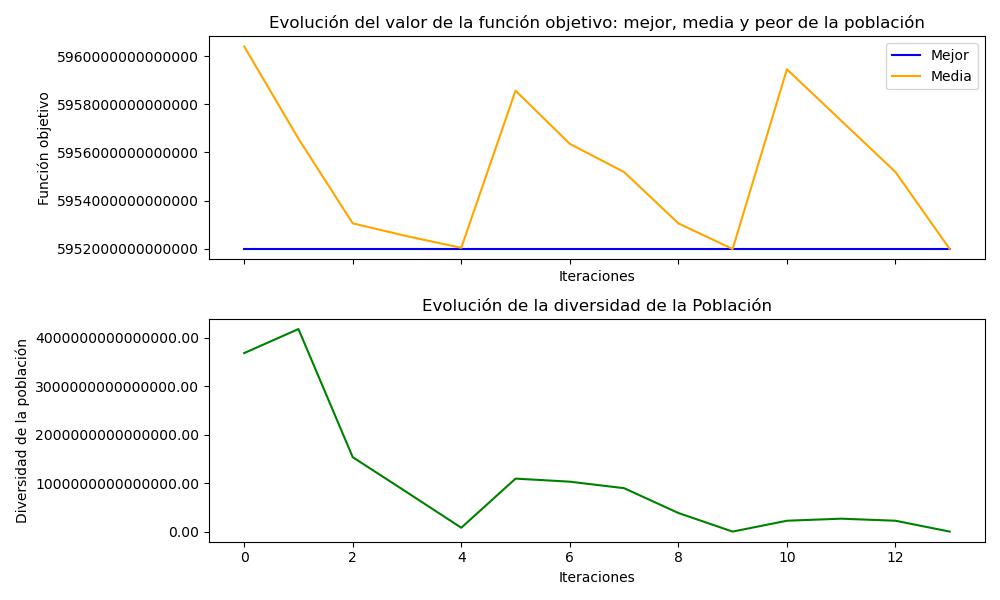 Evolución del valor de la función objetivo: mejor, media y peor de la población
Función objetivo
5960000000000000
5958000000000000
5956000000000000
5954000000000000
5952000000000000
Mejor
Media
Iteraciones
Evolución de la diversidad de la Población
Diversidad de la población
4000000000000000.00
3000000000000000.00
2000000000000000.00
1000000000000000.00
0.00
0 2 4 6 8 10 12
Iteraciones